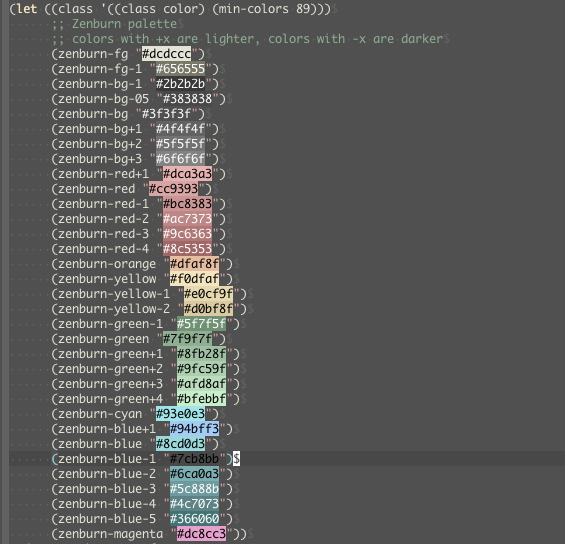 (let ((class '(((class color) (min-colors 89)))
;; Zenburn palette
;; colors with +x are lighter, colors with -x are darker
(zenburn-fg "#dcdccc")
(zenburn-fg-1 "#656555")
(zenburn-bg-1 "#2b2b2b")
(zenburn-bg-05 "#383838")
(zenburn-bg "#3f3f3f")
(zenburn-bg+1 "#4f4f4f")
(zenburn-bg+2 "#5f5f5f")
(zenburn-bg+3 "#6f6f6f")
(zenburn-red+1 "#dca3a3")
(zenburn-red "#cc9393")
(zenburn-red-1 "#bc8383")
(zenburn-red-2 "#ac7373")
(zenburn-red-3 "#9c6363")
(zenburn-red-4 "#8c5353")
(zenburn-orange "#dfaf8f")
(zenburn-yellow "#f0dfaf")
(zenburn-yellow-1 "#e0cf9f")
(zenburn-yellow-2 "#d0bf8f")
(zenburn-green-1 "#5f7f5f")
(zenburn-green "#7f9f7f")
(zenburn-green+1 "#8fb28f")
(zenburn-green+2 "#9fc59f")
(zenburn-green+3 "#afd8af")
(zenburn-green+4 "#bfebbf")
(zenburn-cyan "#93e0e3")
(zenburn-blue+1 "#94bff3")
(zenburn-blue "#8cd0d3")
(zenburn-blue-1 "#7cb8bb")
(zenburn-blue-2 "#6ca0a3")
(zenburn-blue-3 "#5c888b")
(zenburn-blue-4 "#4c7073")
(zenburn-blue-5 "#366060")
(zenburn-magenta "#dc8cc3"))